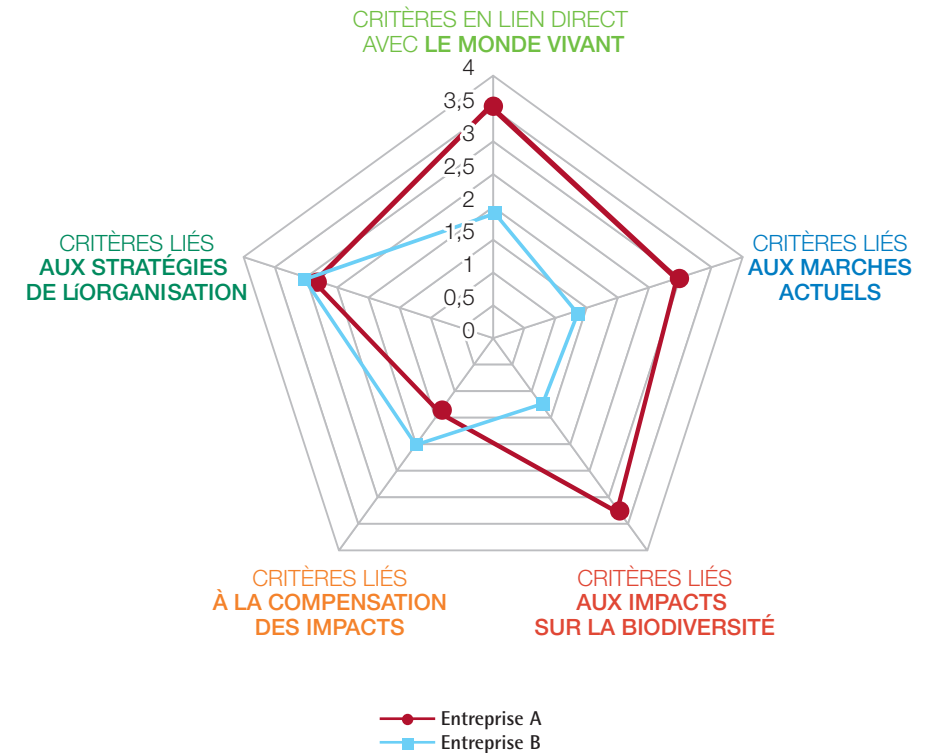 CRITÈRES EN LIEN DIRECT
AVEC LE MONDE VIVANT
4
3,5
3
2,5
2
1,5
1
0,5
0
CRITÈRES LIÉS
AUX STRATÉGIES
DE LíORGANISATION
CRITÈRES LIÉS
AUX MARCHES
ACTUELS
CRITÈRES LIÉS
À LA COMPENSATION
DES IMPACTS
CRITÈRES LIÉS
AUX IMPACTS
SUR LA BIODIVERSITÉ
Entreprise A
Entreprise B